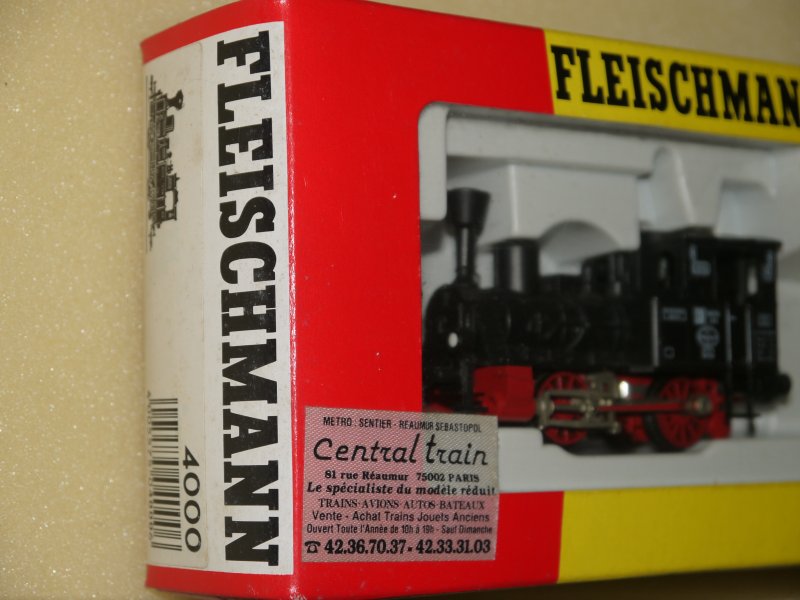 FLEISCHMANN
4000
FLEISCHMAN
METRO : SENTIER - REAUMUR SEBASTOPOL
Central train
81 rue Réaumur 75002 PARIS
Le spécialiste du modèle réduit
TRAINS·AVIONS·AUTOS·BATEAUX
Vente - Achat Trains Jouets Anciens
Ouvert Toute l'Année de 10h à 19h - Sauf Dimanche
☎ 42.36.70.37 - 42.33.31.03